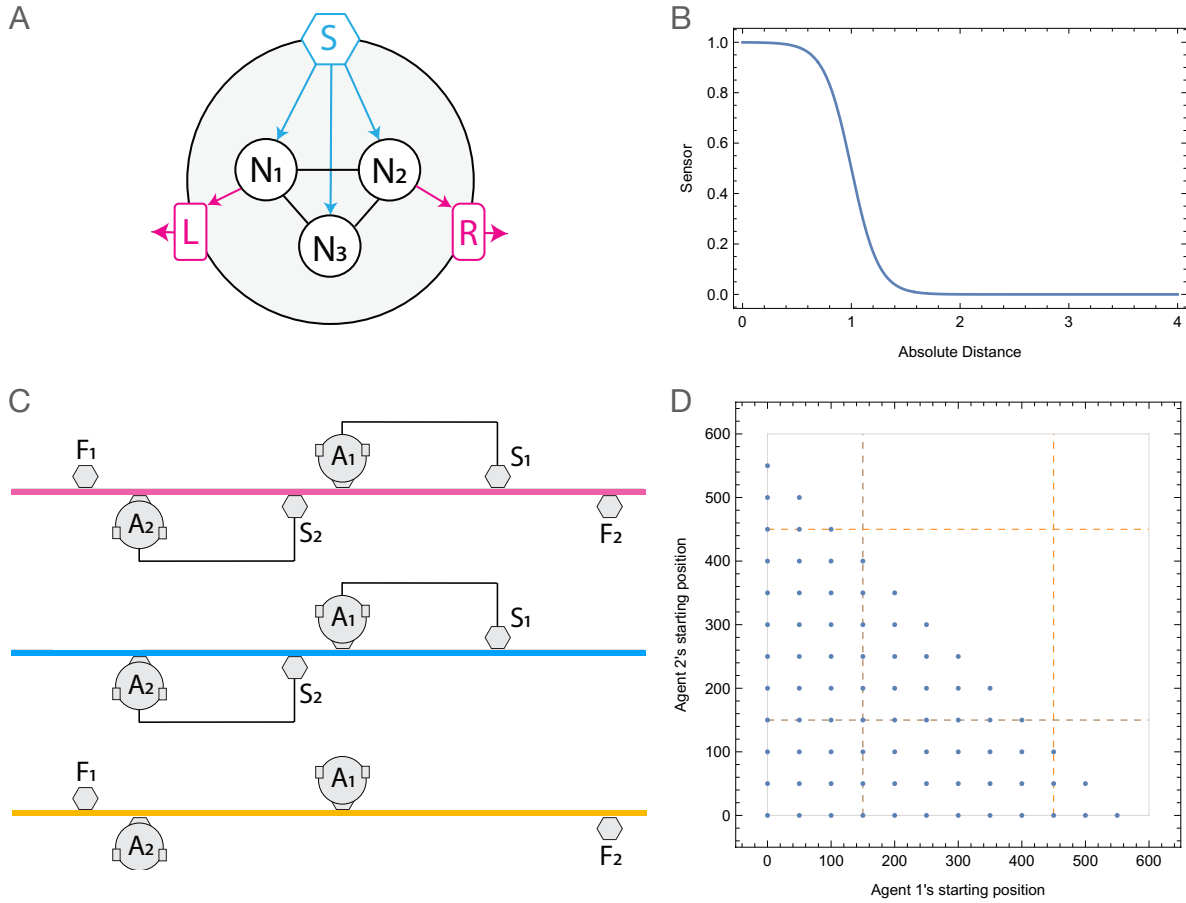 A
S
N1
N2
N3
L
R
B
1.0
0.8
0.6
0.4
0.2
0.0
Sensor
0
1
2
3
4
Absolute Distance
C
F1
A1
S1
A2
S2
F2
A1
S1
A2
S2
F1
A1
A2
F2
D
600
500
400
300
200
100
0
Agent 2's starting position
0
100
200
300
400
500
600
Agent 1's starting position